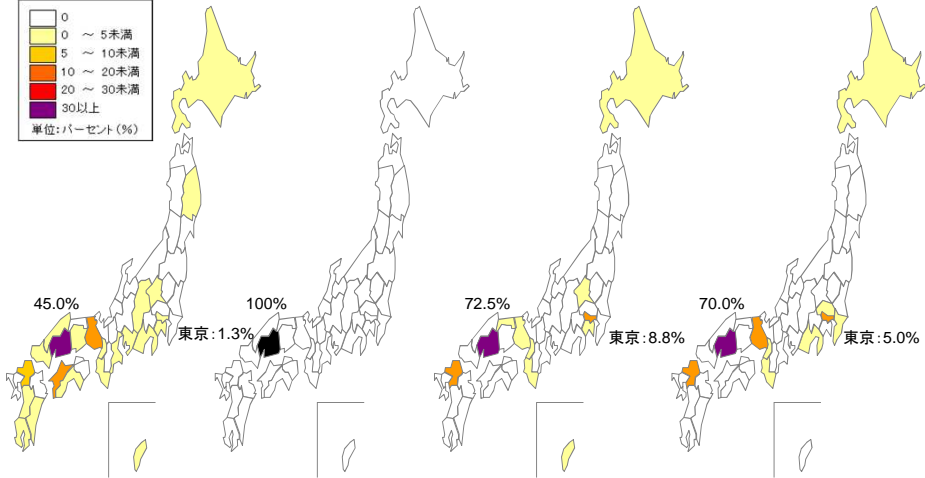 0
0 ～ 5未満
5 ～ 10未満
10 ～ 20未満
20 ～ 30未満
30以上
単位:パーセント(%)
45.0%
100%
72.5%
70.0%
東京:1.3%
東京:8.8%
東京:5.0%